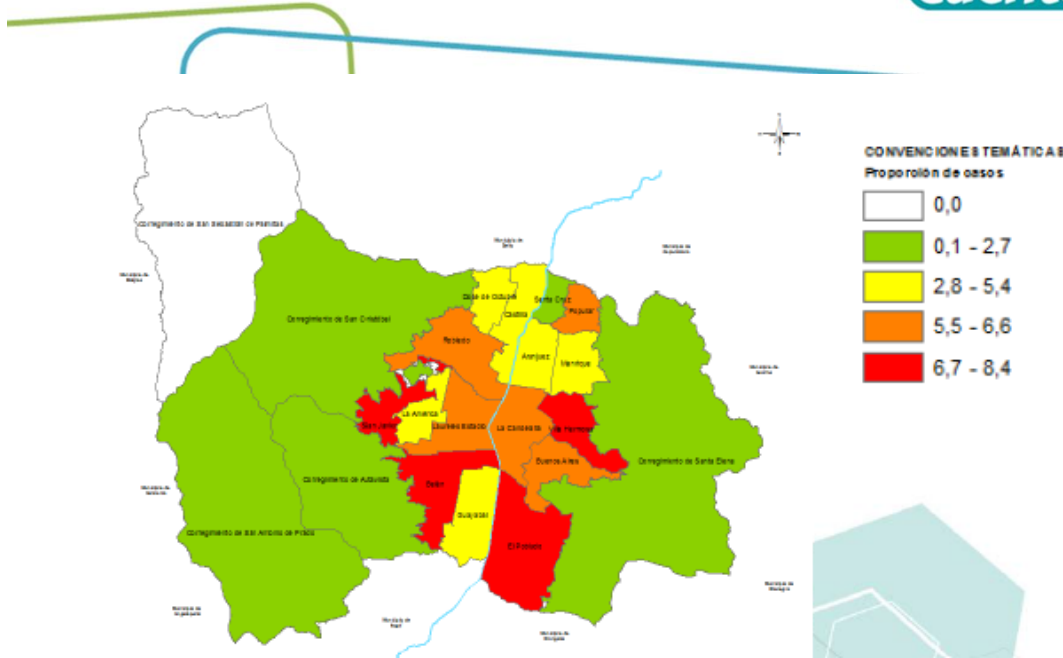 CONVENCIONES TEMÁTICAS
Proporción de casos
0,0
0,1 - 2,7
2,8 - 5,4
5,5 - 6,6
6,7 - 8,4
Corregimiento de San Sebastián de Palmitas
Corregimiento de San Cristóbal
Doce de Octubre
Castilla
Santa Cruz
Popular
Robledo
Aranjuez
Manrique
San Javier
La América
Laureles Estadio
La Candelaria
Villa Hermosa
Buenos Aires
Corregimiento de Santa Elena
Corregimiento de Altavista
Belén
Guayabal
El Poblado
Corregimiento de San Antonio de Prado